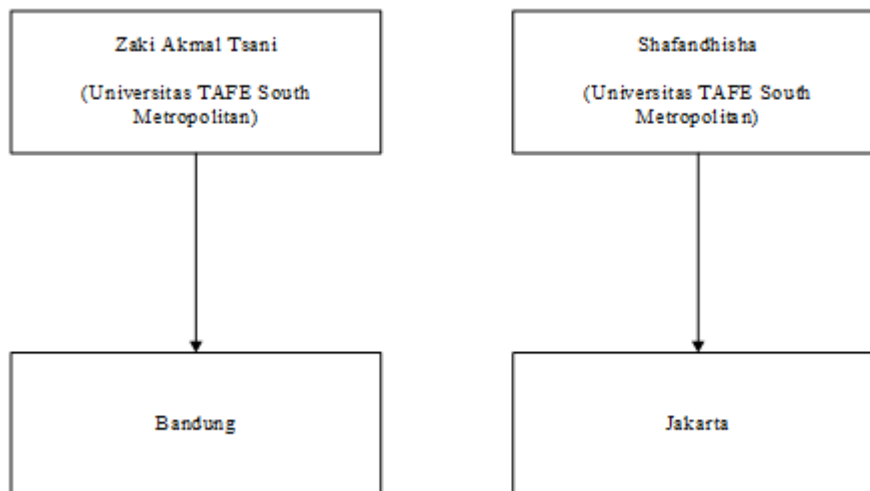 Zaki Akmal Tsani
(Universitas TAFE South
Metropolitan)
Shafandhisha
(Universitas TAFE South
Metropolitan)
Bandung
Jakarta